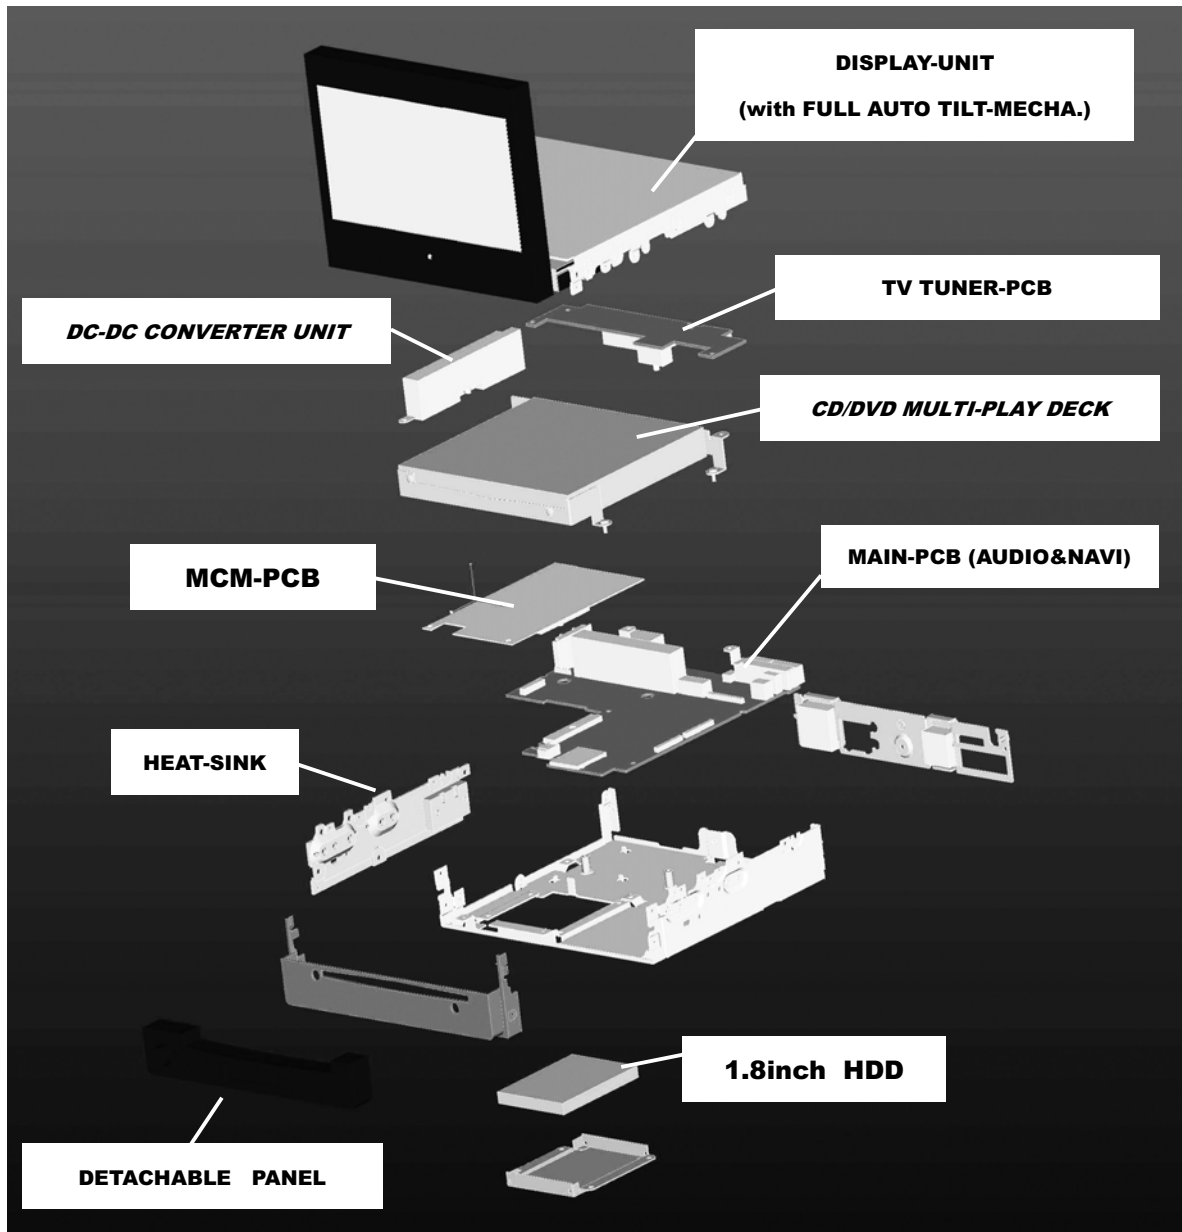 DISPLAY-UNIT
(with FULL AUTO TILT-MECHA.)
TV TUNER-PCB
DC-DC CONVERTER UNIT
CD/DVD MULTI-PLAY DECK
MAIN-PCB (AUDIO&NAVI)
MCM-PCB
HEAT-SINK
1.8inch HDD
DETACHABLE PANEL